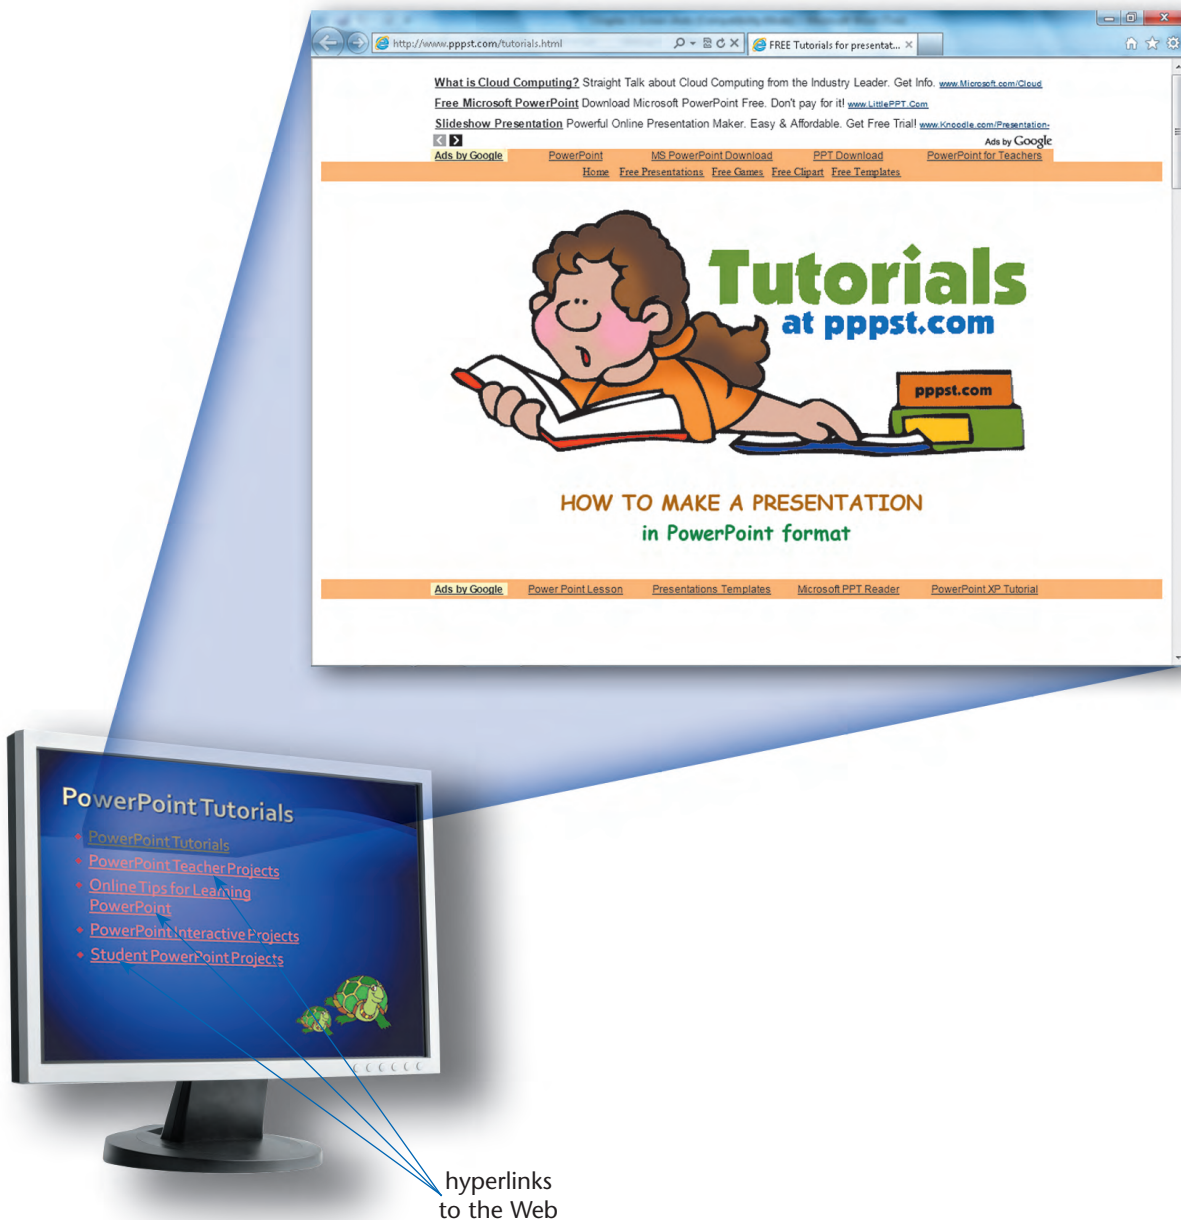 http://www.pppst.com/tutorials.html
FREE Tutorials for presentat...
What is Cloud Computing? Straight Talk about Cloud Computing from the Industry Leader. Get Info. www.Microsoft.com/Cloud
Free Microsoft PowerPoint Download Microsoft PowerPoint Free. Don't pay for it! www.LittlePPT.Com
Slideshow Presentation Powerful Online Presentation Maker. Easy & Affordable. Get Free Trial! www.Knoodle.com/Presentation-
Ads by Google
Ads by Google PowerPoint MS PowerPoint Download PPT Download PowerPoint for Teachers
Home Free Presentations Free Games Free Clipart Free Templates
Tutorials
at pppst.com
pppst.com
HOW TO MAKE A PRESENTATION
in PowerPoint format
Ads by Google Power Point Lesson Presentations Templates Microsoft PPT Reader PowerPoint XP Tutorial
PowerPoint Tutorials
PowerPoint Tutorials
PowerPoint Teacher Projects
Online Tips for Learning
PowerPoint
PowerPoint Interactive Projects
Student PowerPoint Projects
hyperlinks
to the Web